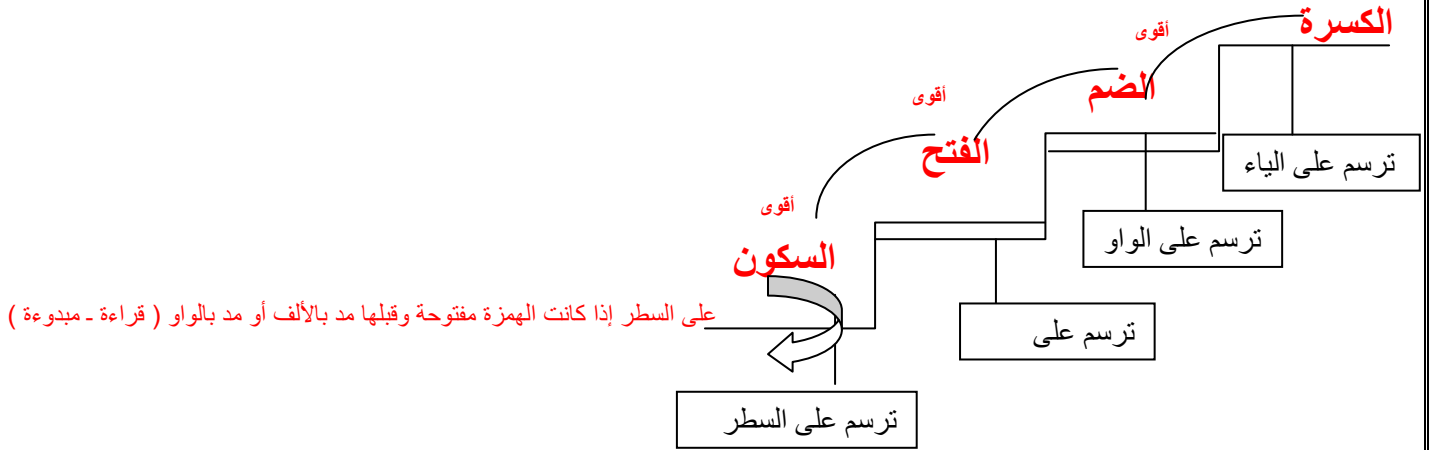 الكسرة
أقوى
الضم
أقوى
الفتح
أقوى
السكون
ترسم على الياء
ترسم على الواو
ترسم على
على السطر إذا كانت الهمزة مفتوحة وقبلها مد بالألف أو مد بالواو ( قراءة ـ مبدوءة )
ترسم على السطر